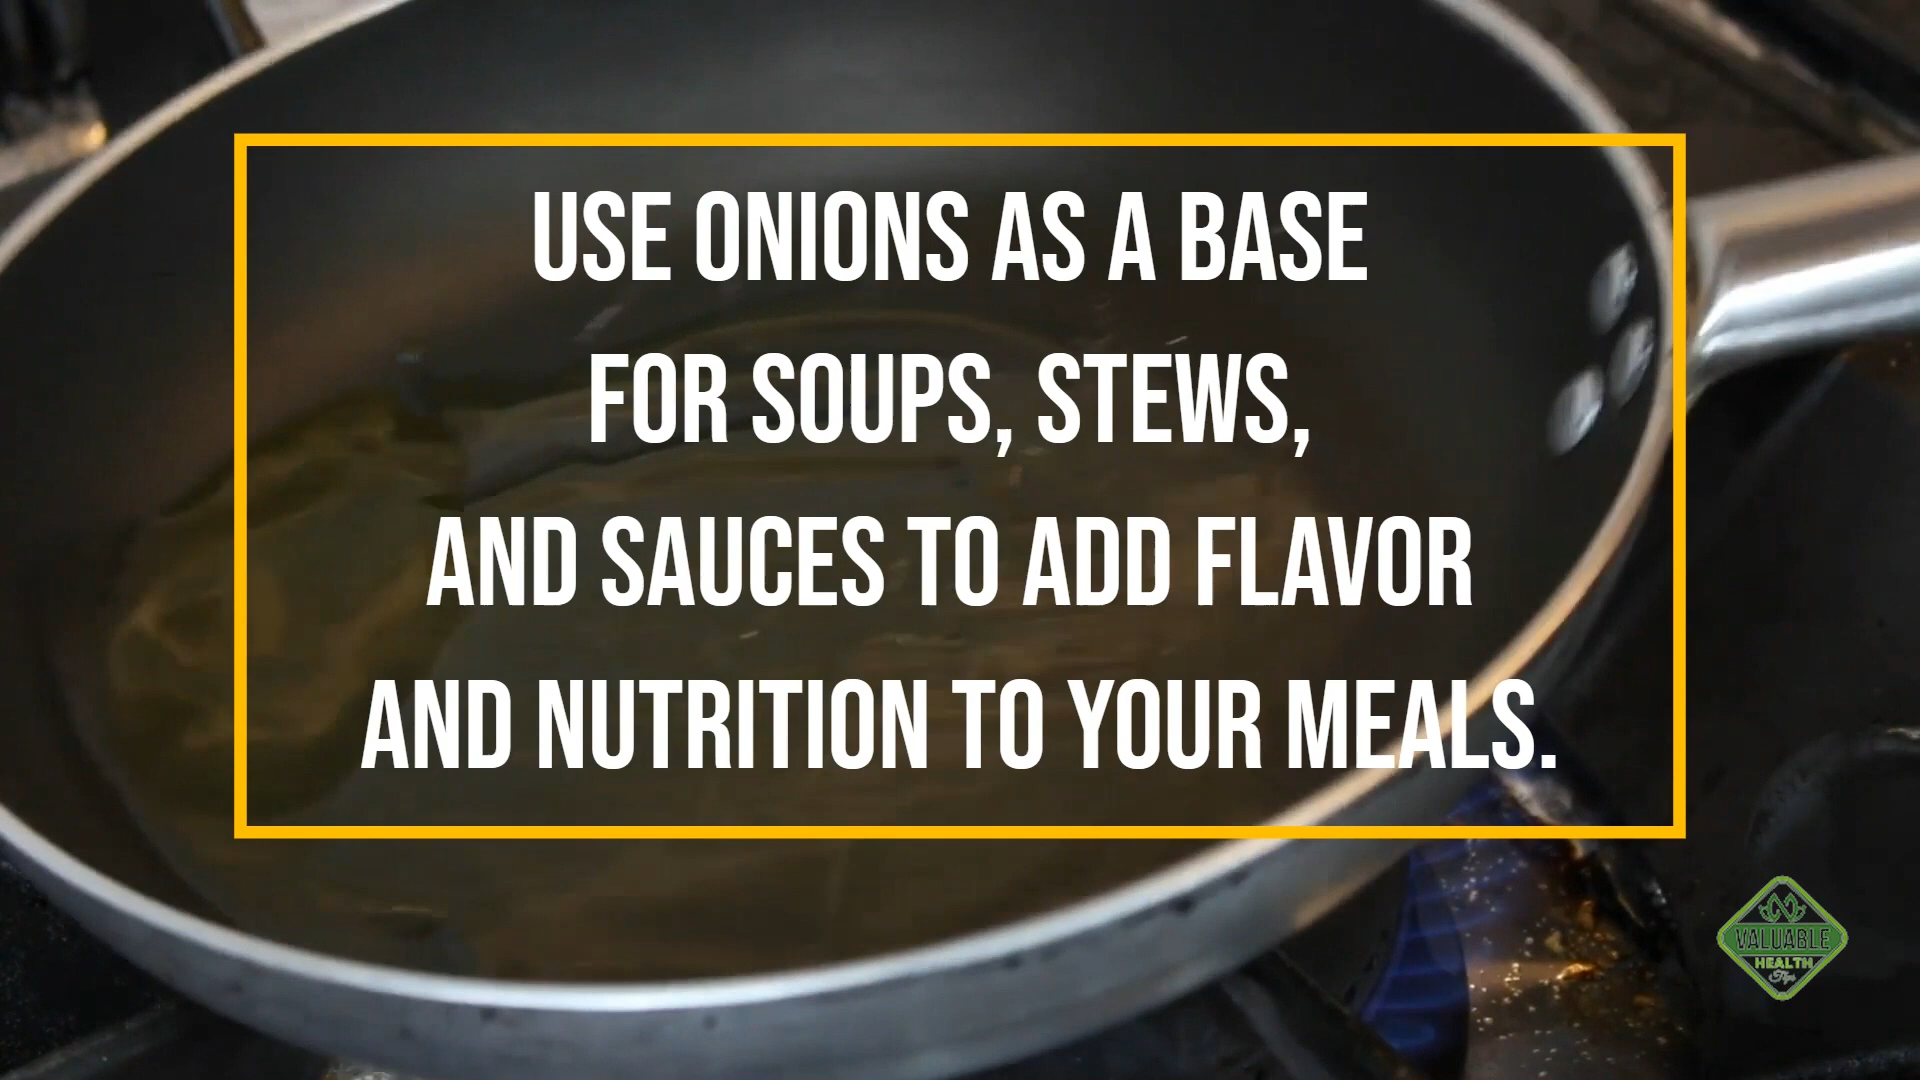 USE ONIONS AS A BASE
FOR SOUPS, STEWS,
AND SAUCES TO ADD FLAVOR
AND NUTRITION TO YOUR MEALS.
VALUABLE
HEALTH
Tips